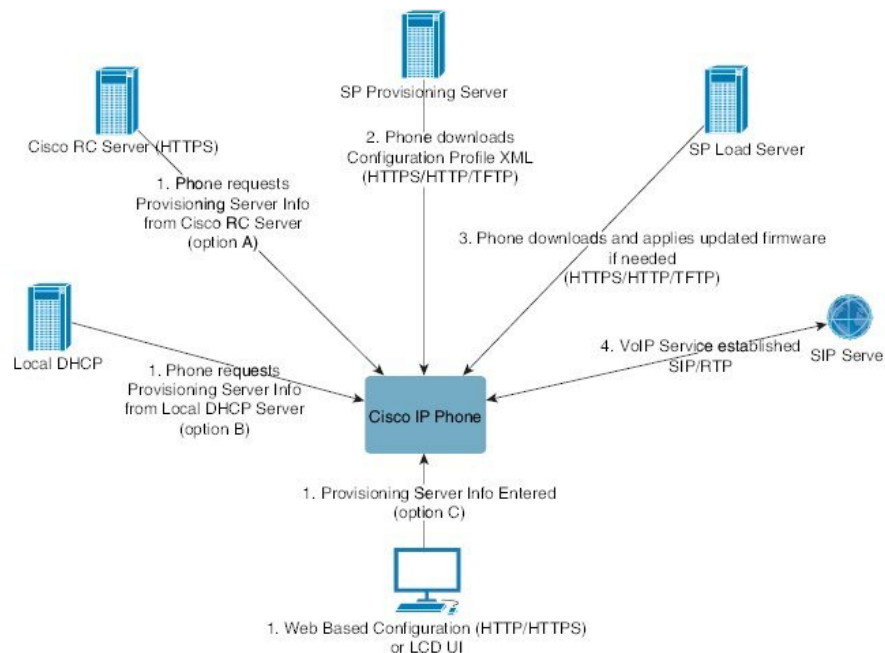 SP Provisioning Server
Cisco RC Server (HTTPS)
SP Load Server
2. Phone downloads
Configuration Profile XML
(HTTPS/HTTP/TFTP)
1. Phone requests
Provisioning Server Info
from Cisco RC Server
(option A)
3. Phone downloads and applies updated firmware
if needed
(HTTPS/HTTP/TFTP)
Local DHCP
1. Phone requests
Provisioning Server Info
from Local DHCP Server
(option B)
4. VoIP Service established
SIP/RTP
SIP Serve
Cisco IP Phone
1. Provisioning Server Info Entered
(option C)
1. Web Based Configuration (HTTP/HTTPS)
or LCD UI